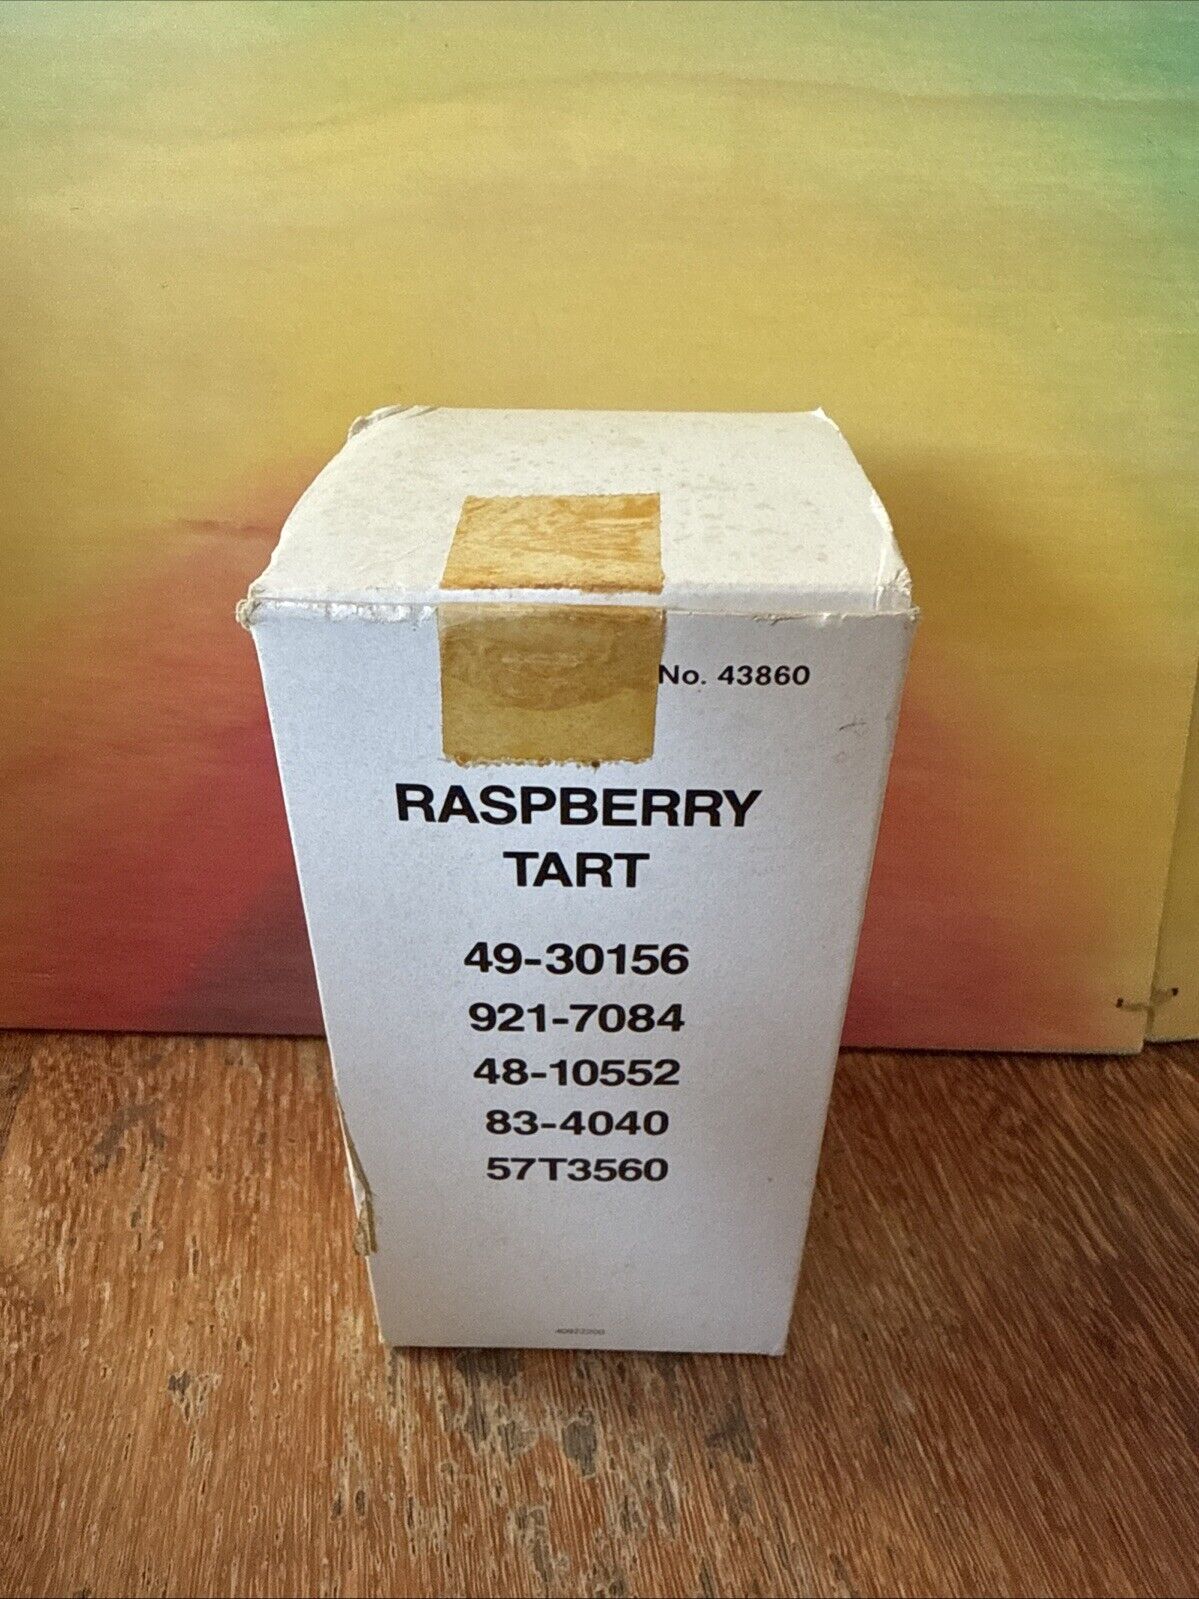 No. 43860
RASPBERRY
TART
49-30156
921-7084
48-10552
83-4040
57T3560